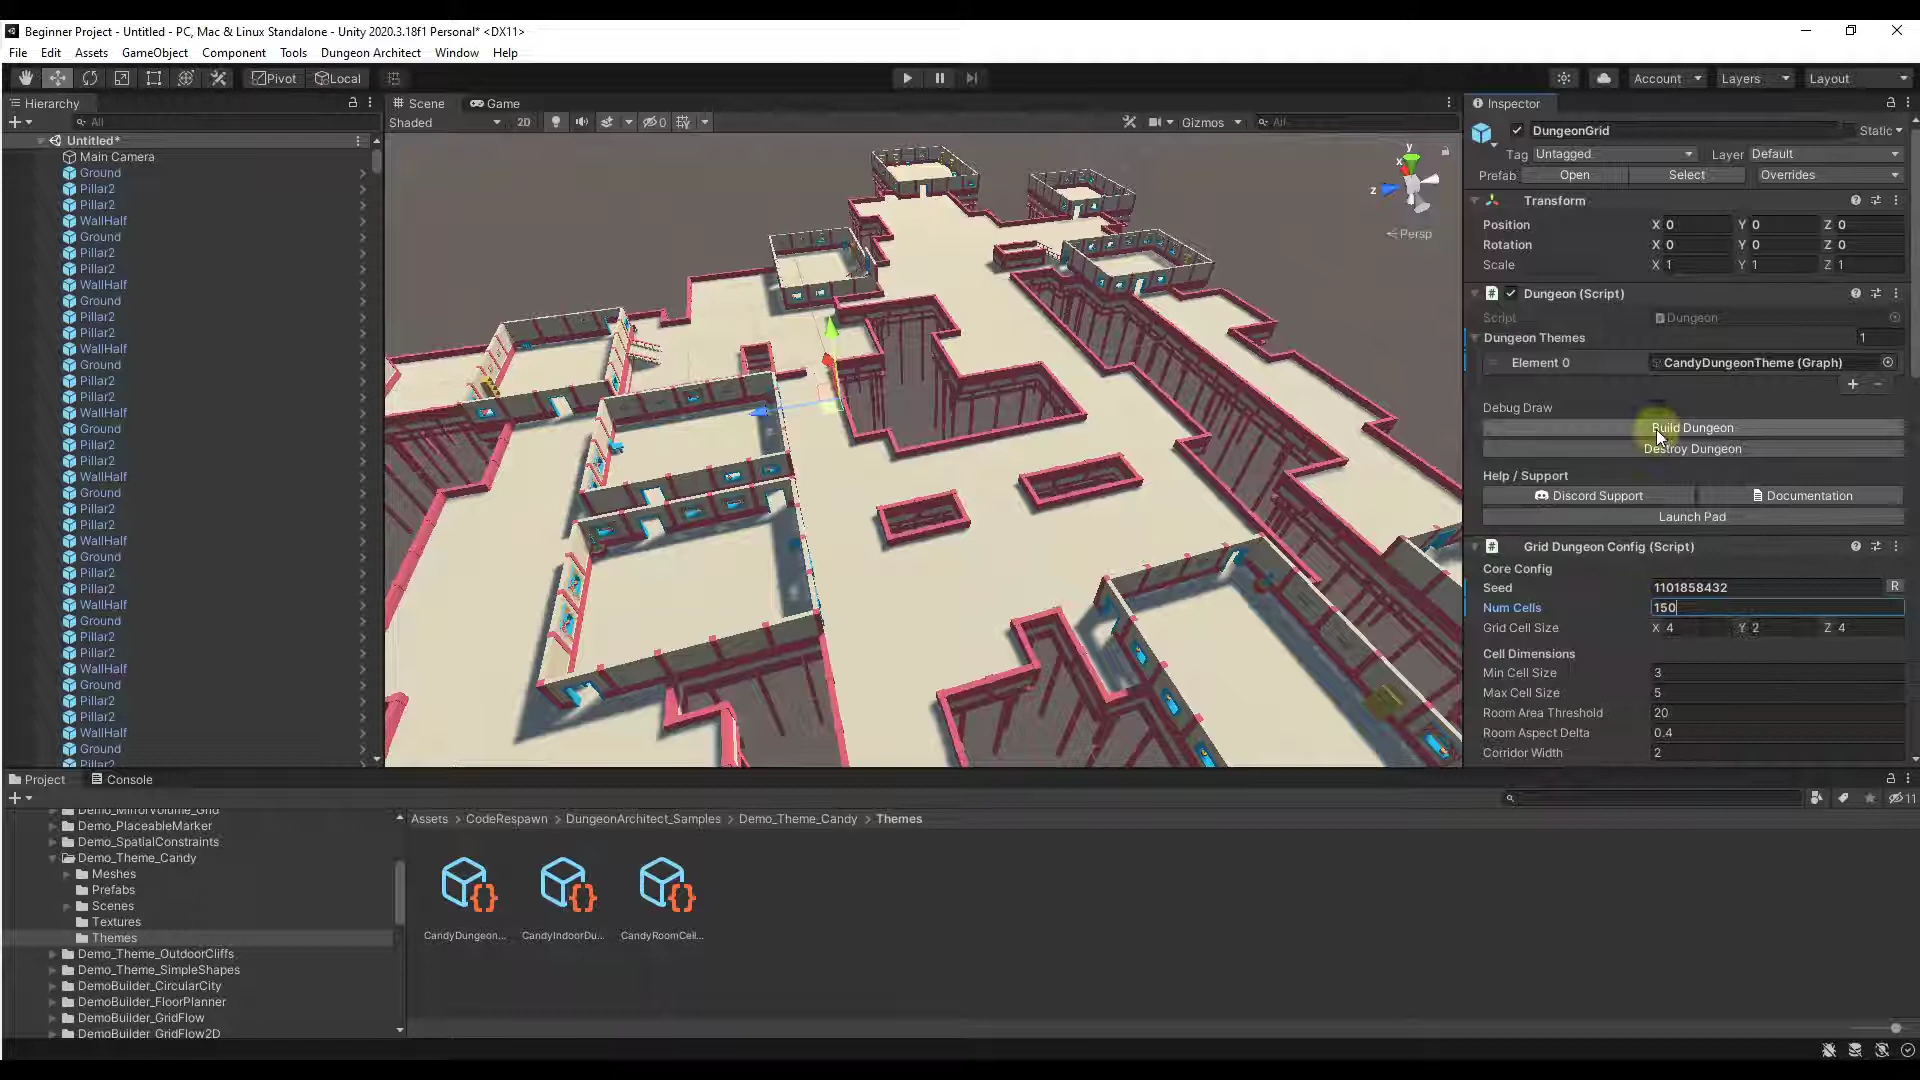 Beginner Project - Untitled - PC, Mac & Linux Standalone - Unity 2020.3.18f1 Personal* <DX11>
File Edit Assets GameObject Component Tools Dungeon Architect Window Help
Pivot Local Account Layers Layout
Hierarchy
All
Untitled*
Main Camera
Ground
Pillar2
Pillar2
WallHalf
Ground
Pillar2
Pillar2
WallHalf
Ground
Pillar2
Pillar2
WallHalf
Ground
Pillar2
Pillar2
WallHalf
Ground
Pillar2
Pillar2
WallHalf
Ground
Pillar2
Pillar2
WallHalf
Ground
Pillar2
Pillar2
WallHalf
Ground
Pillar2
Pillar2
WallHalf
Ground
Pillar2
Pillar2
WallHalf
Ground
Pillar2
Scene Game
Shaded 2D 0 Gizmos All
y
x
z
Persp
Inspector
DungeonGrid Static
Tag Untagged Layer Default
Prefab Open Select Overrides
Transform
Position X 0 Y 0 Z 0
Rotation X 0 Y 0 Z 0
Scale X 1 Y 1 Z 1
Dungeon (Script)
Script Dungeon
Dungeon Themes 1
Element 0 CandyDungeonTheme (Graph)
Debug Draw
Build Dungeon
Destroy Dungeon
Help / Support
Discord Support Documentation
Launch Pad
Grid Dungeon Config (Script)
Core Config
Seed 1101858432 R
Num Cells 150
Grid Cell Size X 4 Y 2 Z 4
Cell Dimensions
Min Cell Size 3
Max Cell Size 5
Room Area Threshold 20
Room Aspect Delta 0.4
Corridor Width 2
Project Console
11
Demo_MirrorVolume_Grid
Demo_PlaceableMarker
Demo_SpatialConstraints
Demo_Theme_Candy
Meshes
Prefabs
Scenes
Textures
Themes
Demo_Theme_OutdoorCliffs
Demo_Theme_SimpleShapes
DemoBuilder_CircularCity
DemoBuilder_FloorPlanner
DemoBuilder_GridFlow
DemoBuilder_GridFlow2D
Assets > CodeRespawn > DungeonArchitect_Samples > Demo_Theme_Candy > Themes
CandyDungeon... CandyIndoorDu... CandyRoomCell...